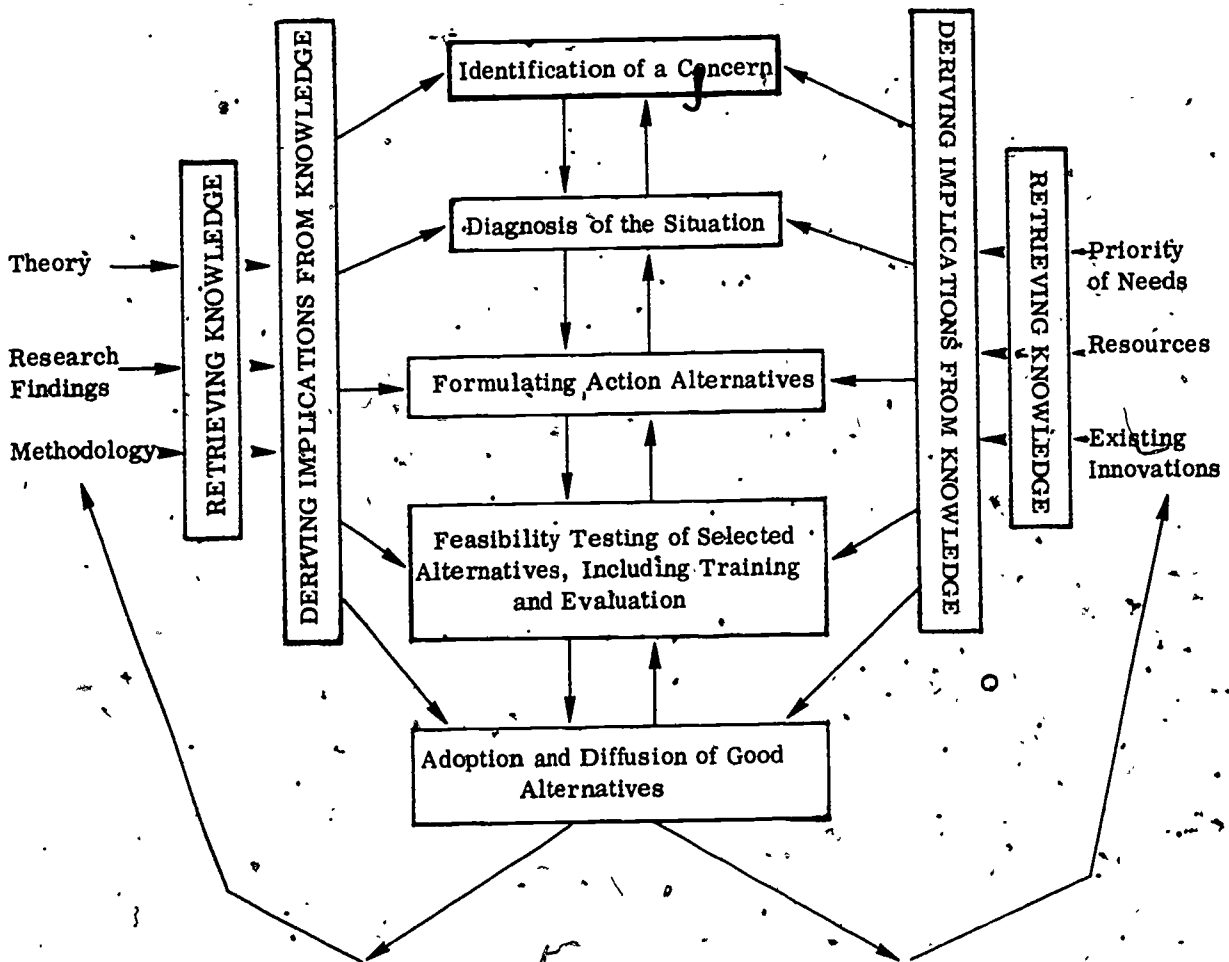 Identification of a Concern
Diagnosis of the Situation
Formulating Action Alternatives
Feasibility Testing of Selected
Alternatives, Including Training
and Evaluation
Adoption and Diffusion of Good
Alternatives
Theory
Research
Findings
Methodology
RETRIEVING KNOWLEDGE
DERIVING IMPLICATIONS FROM KNOWLEDGE
DERIVING IMPLICATIONS FROM KNOWLEDGE
RETRIEVING KNOWLEDGE
Priority
of Needs
Resources
Existing
Innovations